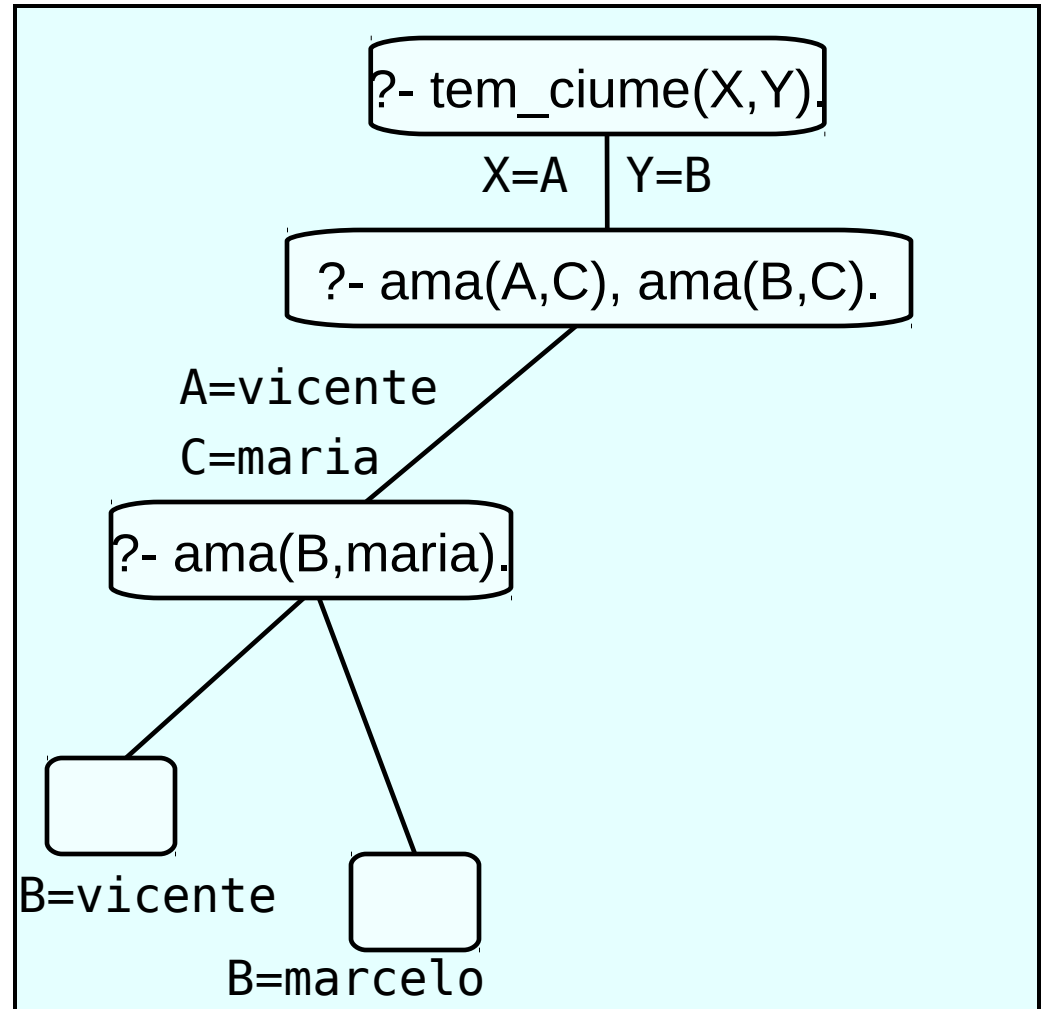 ?- tem_ciume(X,Y).
X=A Y=B
?- ama(A,C), ama(B,C).
A=vicente
C=maria
?- ama(B,maria).
B=vicente
B=marcelo